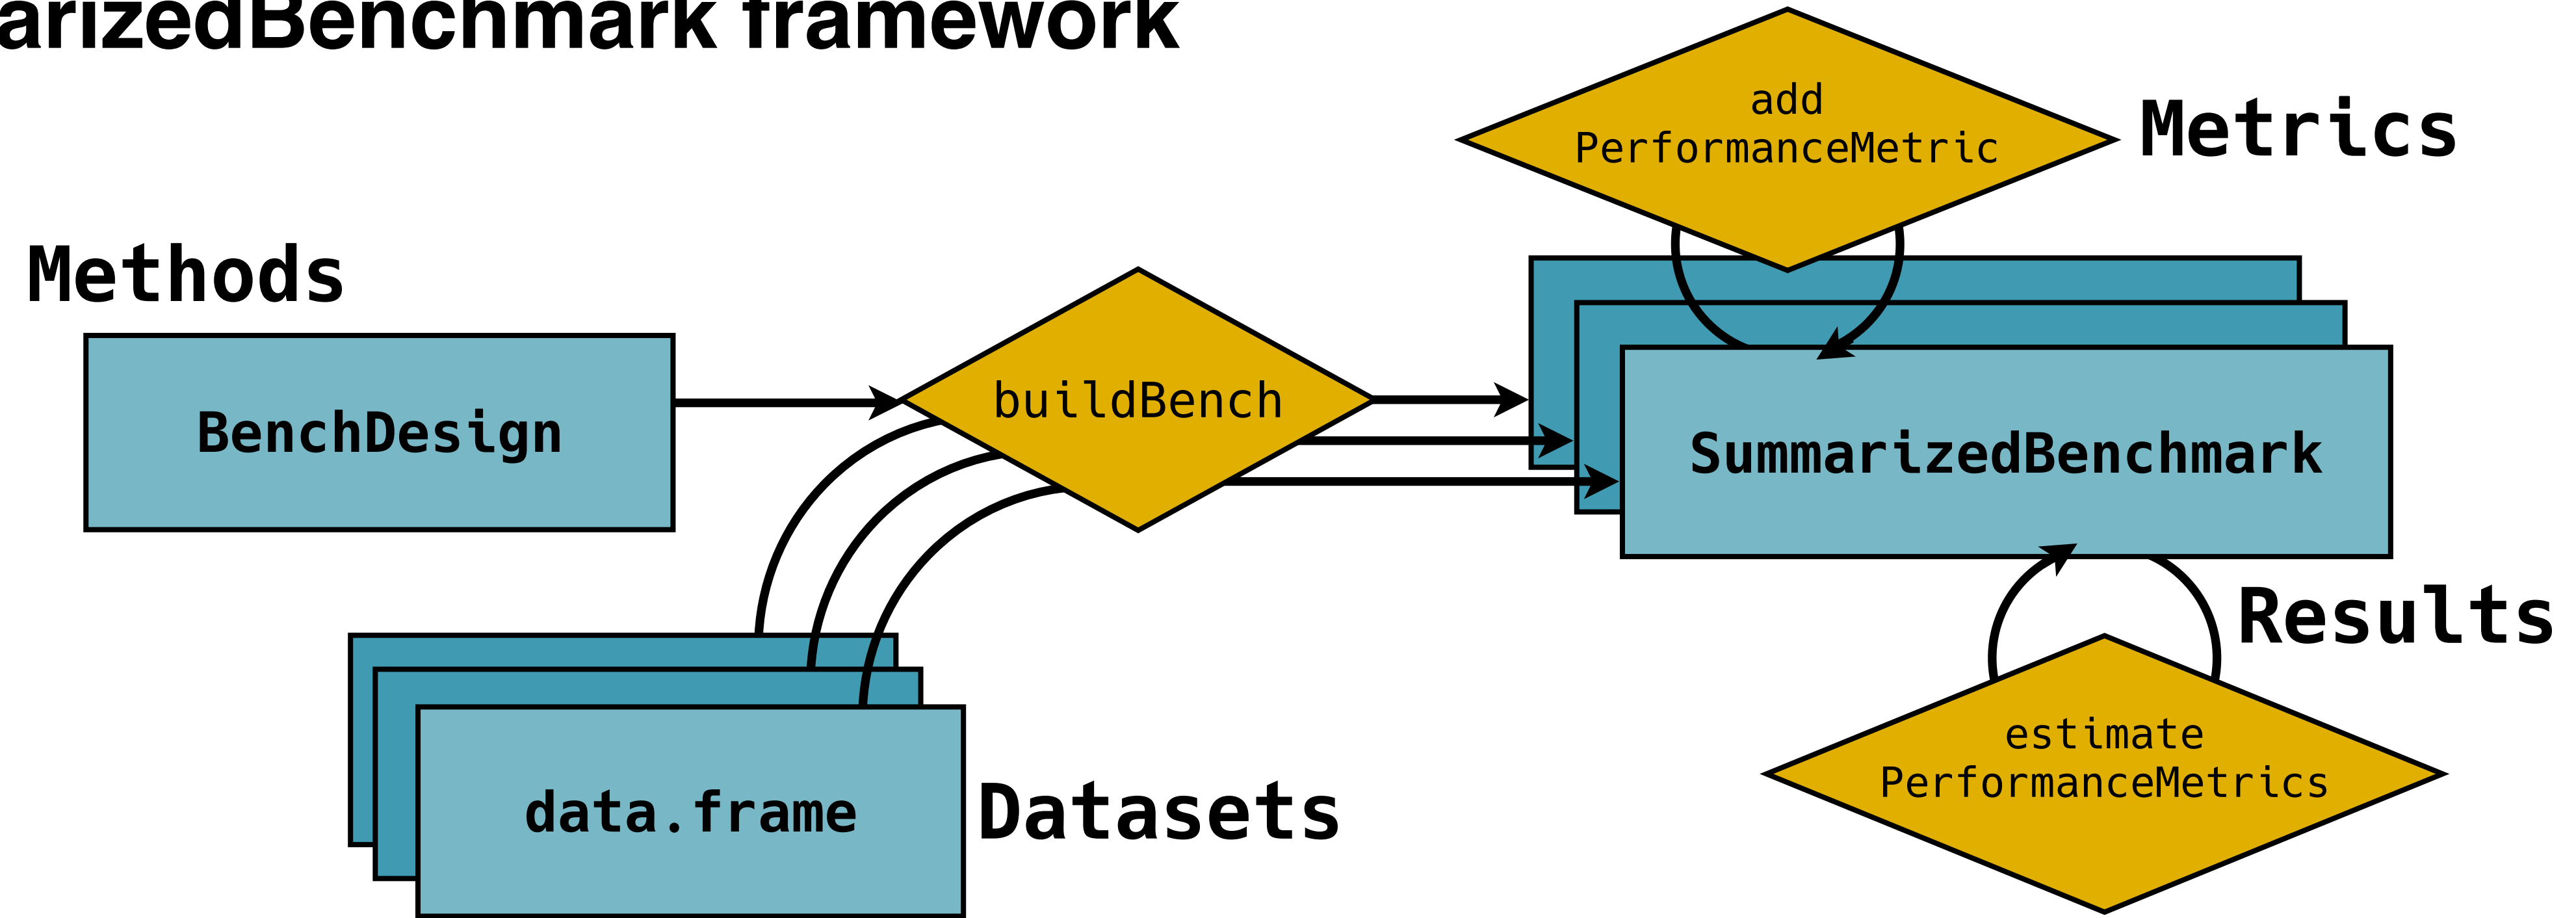 arizedBenchmark framework
add
PerformanceMetric
Metrics
Methods
BenchDesign
buildBench
SummarizedBenchmark
Results
data.frame
Datasets
estimate
PerformanceMetrics